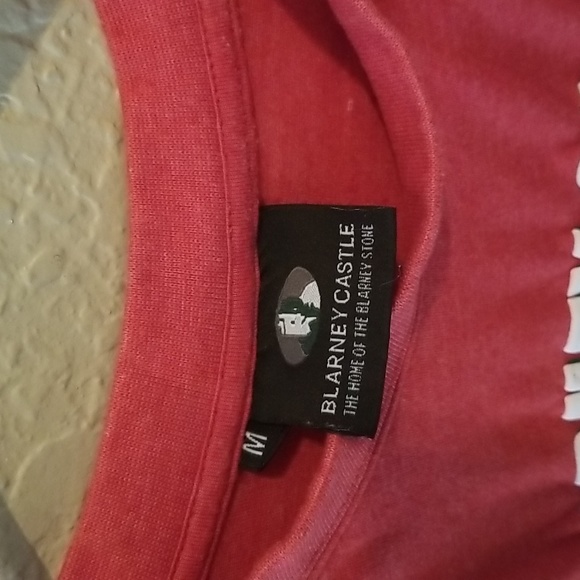 BLARNEY CASTLE
THE HOME OF THE BLARNEY STONE
M